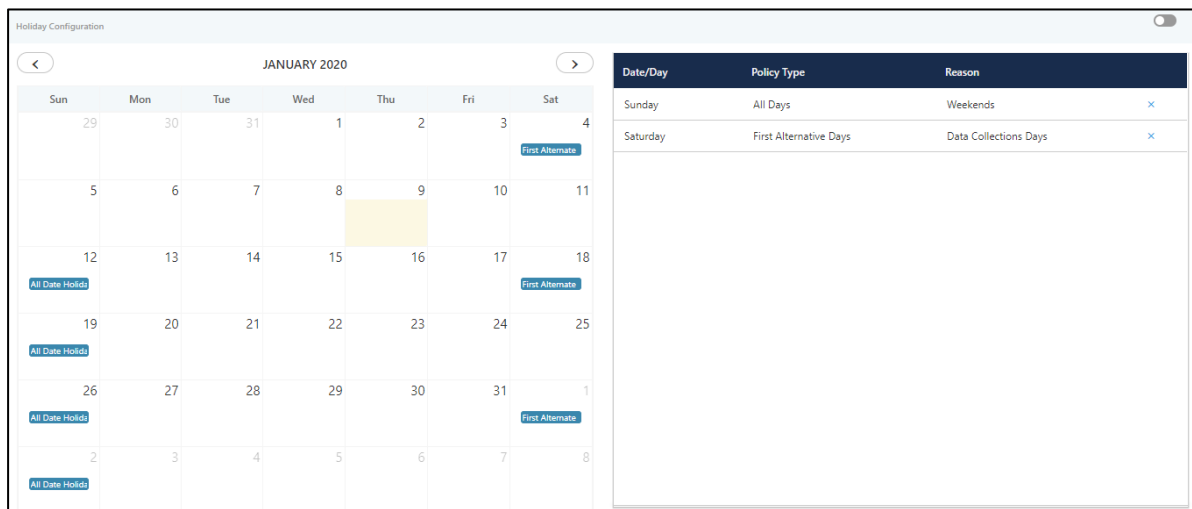 Holiday Configuration
JANUARY 2020
Sun Mon Tue Wed Thu Fri Sat
29 30 31 1 2 3 4
First Alternate
5 6 7 8 9 10 11
12 13 14 15 16 17 18
All Date Holida First Alternate
19 20 21 22 23 24 25
All Date Holida
26 27 28 29 30 31 1
All Date Holida First Alternate
2 3 4 5 6 7 8
All Date Holida
Date/Day Policy Type Reason
Sunday All Days Weekends ×
Saturday First Alternative Days Data Collections Days ×